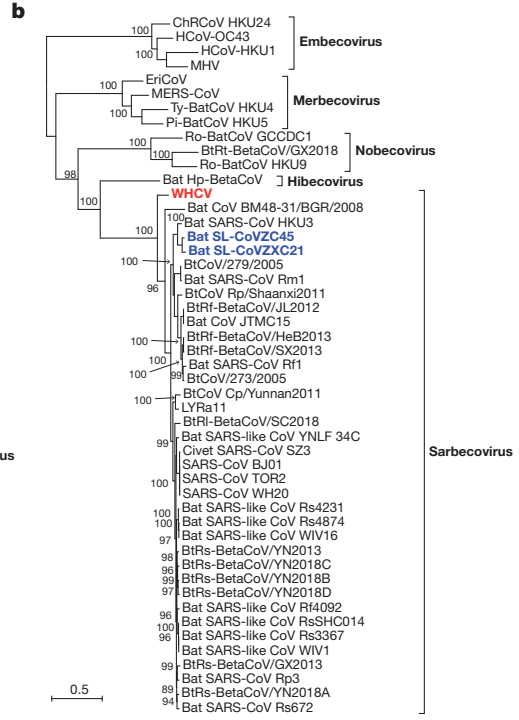 b
ChRCoV HKU24
HCoV-OC43
HCoV-HKU1
MHV
Embecovirus
100
100
EriCoV
MERS-CoV
Ty-BatCoV HKU4
Pi-BatCoV HKU5
Merbecovirus
100
100
Ro-BatCoV GCCDC1
BtRt-BetaCoV/GX2018
Ro-BatCoV HKU9
Nobecovirus
100
100
98
Bat Hp-BetaCoV
Hibecovirus
100
WHCV
Bat CoV BM48-31/BGR/2008
100
Bat SARS-CoV HKU3
Bat SL-CoVZC45
100
Bat SL-CoVZXC21
100
BtCoV/279/2005
Bat SARS-CoV Rm1
96
BtCoV Rp/Shaanxi2011
BtRf-BetaCoV/JL2012
Bat CoV JTMC15
BtRf-BetaCoV/HeB2013
100
BtRf-BetaCoV/SX2013
100
Bat SARS-CoV Rf1
100
99
BtCoV/273/2005
BtCoV Cp/Yunnan2011
100
LYRa11
BtRl-BetaCoV/SC2018
99
Bat SARS-like CoV YNLF 34C
Civet SARS-CoV SZ3
us
Sarbecovirus
SARS-CoV BJ01
SARS-CoV TOR2
100
SARS-CoV WH20
Bat SARS-like CoV Rs4231
100
Bat SARS-like CoV Rs4874
100
Bat SARS-like CoV WIV16
97
BtRs-BetaCoV/YN2013
98
BtRs-BetaCoV/YN2018C
96
BtRs-BetaCoV/YN2018B
99
BtRs-BetaCoV/YN2018D
97
Bat SARS-like CoV Rf4092
96
Bat SARS-like CoV RsSHC014
100
Bat SARS-like CoV Rs3367
96
Bat SARS-like CoV WIV1
BtRs-BetaCoV/GX2013
99
Bat SARS-CoV Rp3
89
BtRs-BetaCoV/YN2018A
94
Bat SARS-CoV Rs672
0.5